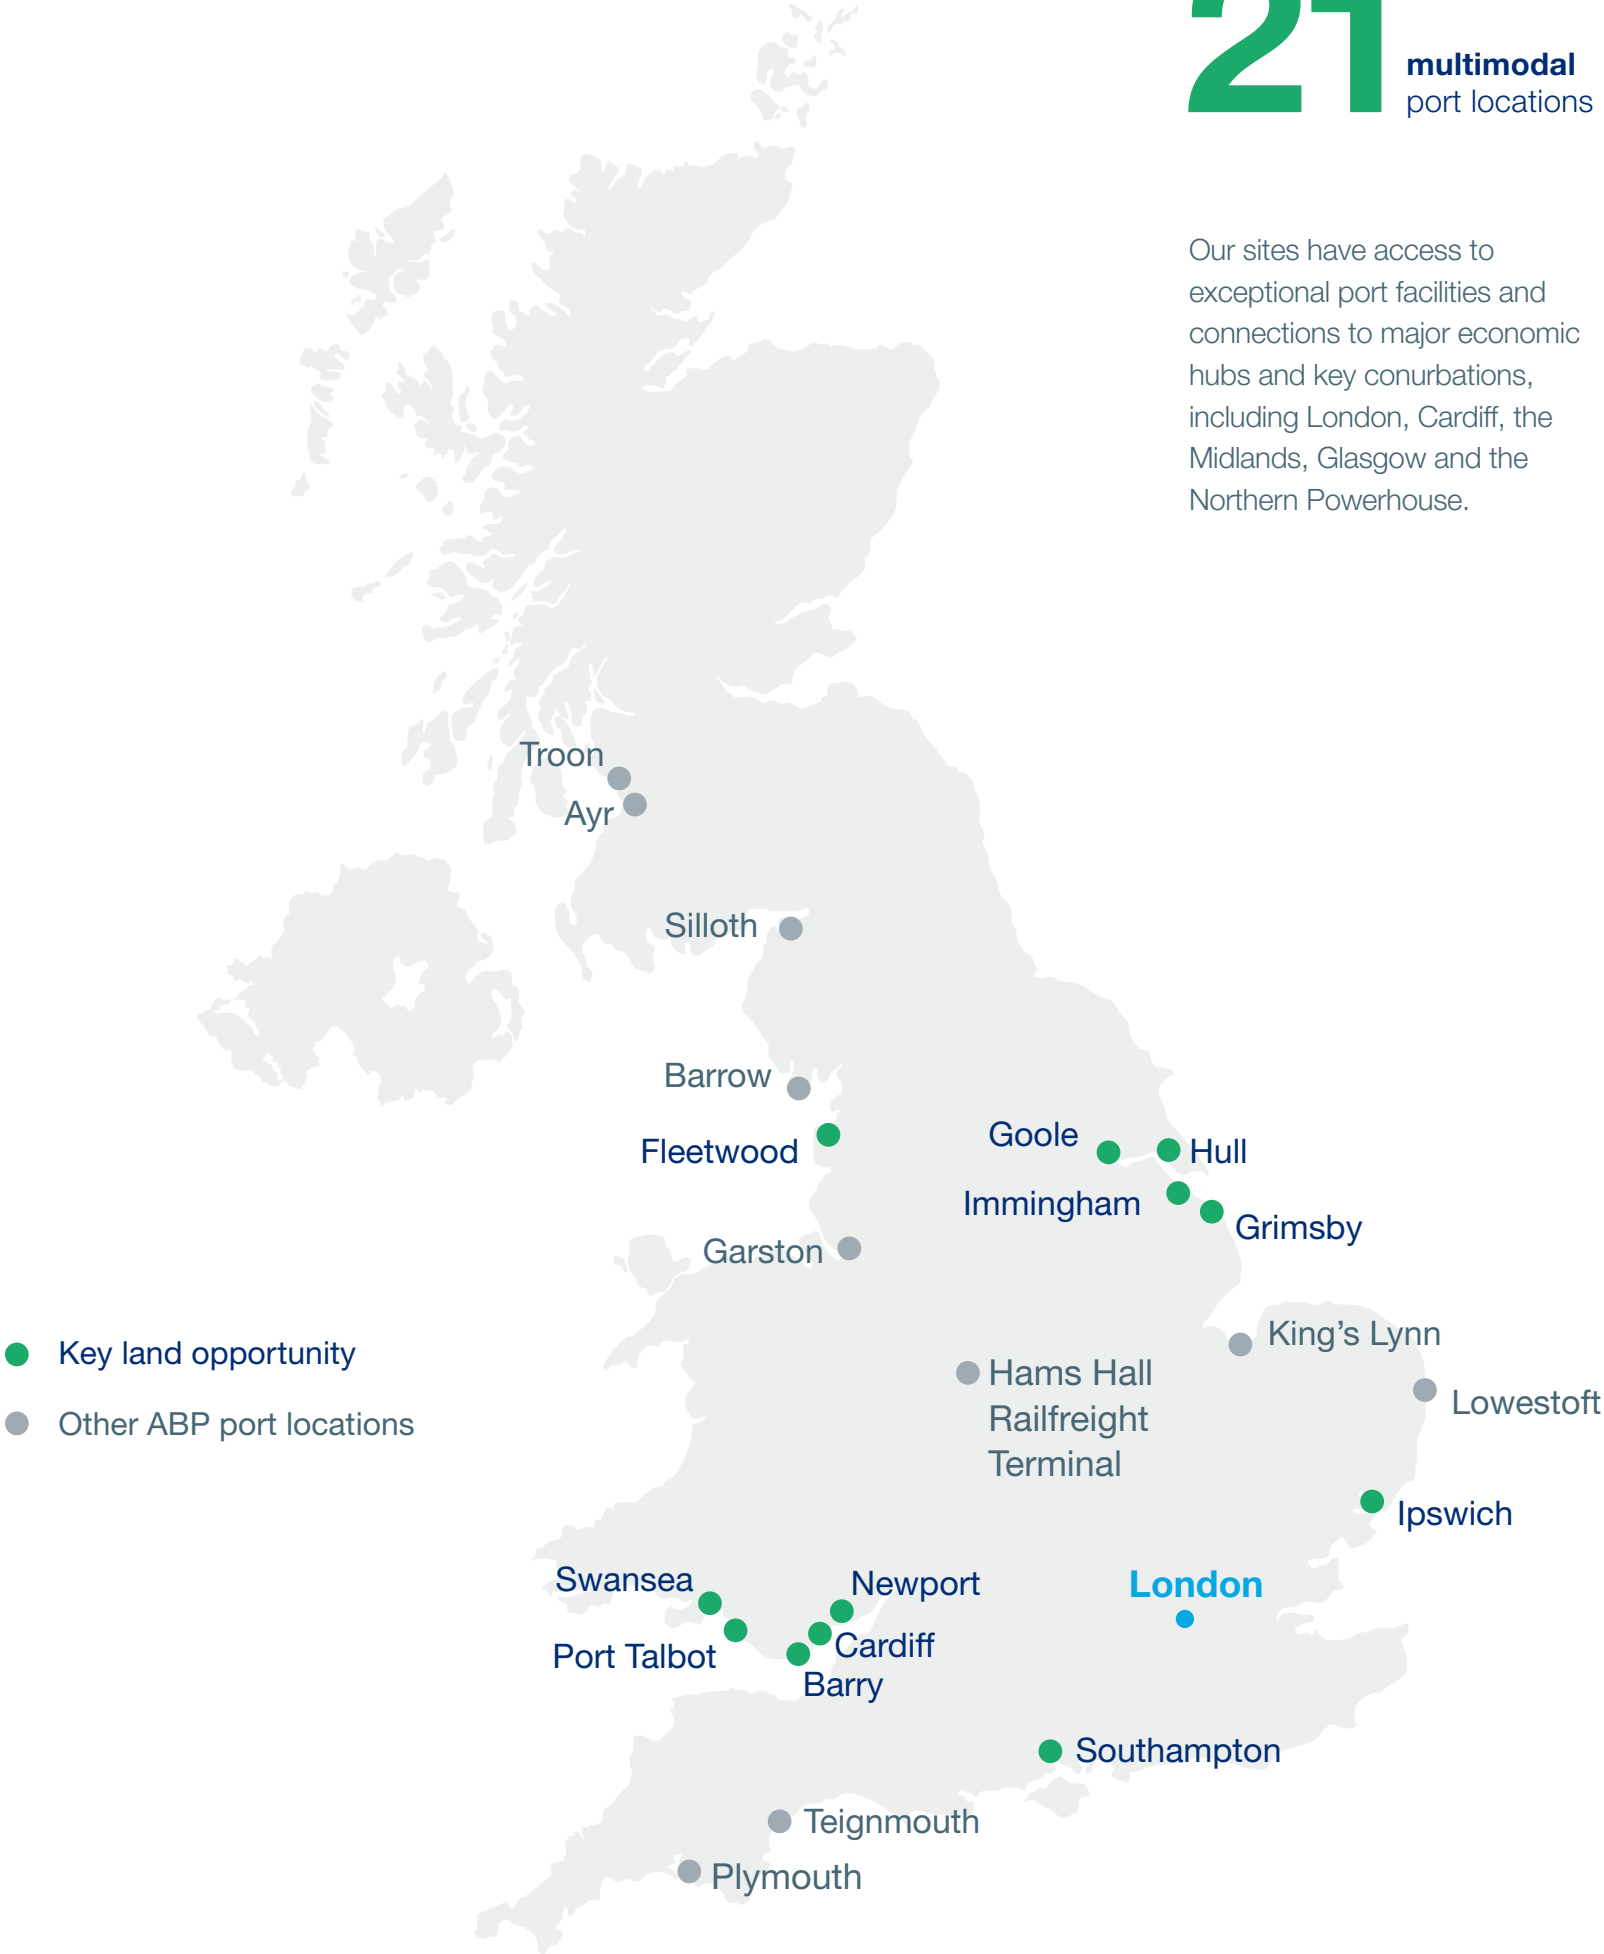 21
multimodal
port locations
Our sites have access to
exceptional port facilities and
connections to major economic
hubs and key conurbations,
including London, Cardiff, the
Midlands, Glasgow and the
Northern Powerhouse.
Troon
Ayr
Silloth
Barrow
Fleetwood
Goole
Hull
Immingham
Grimsby
Garston
King’s Lynn
Key land opportunity
Hams Hall
Railfreight
Terminal
Lowestoft
Other ABP port locations
Ipswich
Swansea
Newport
London
Port Talbot
Cardiff
Barry
Southampton
Teignmouth
Plymouth